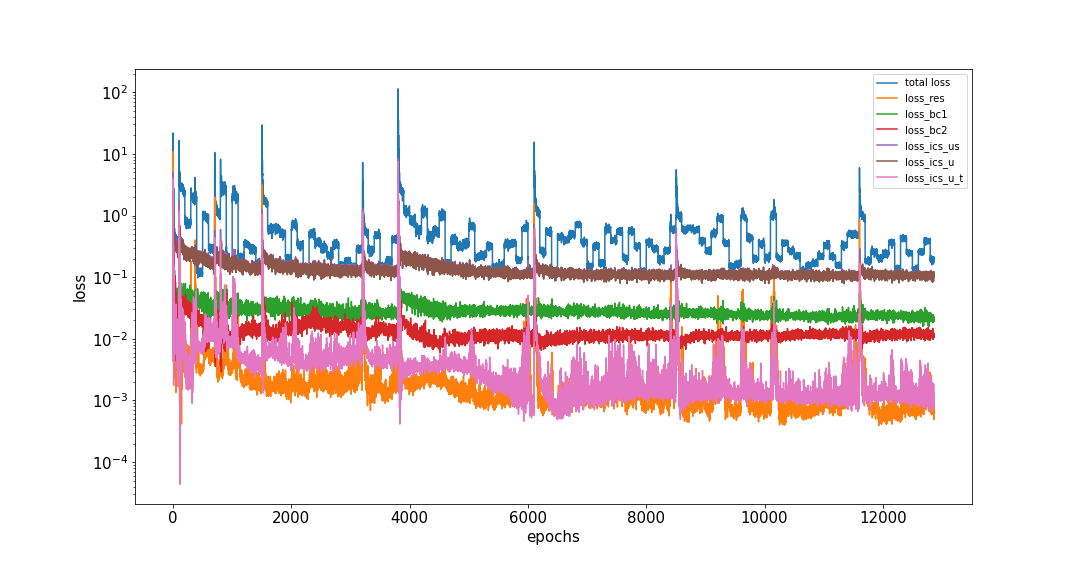 total loss
loss_res
loss_bc1
loss_bc2
loss_ics_us
loss_ics_u
loss_ics_u_t
10²
10¹
10⁰
10⁻¹
10⁻²
10⁻³
10⁻⁴
loss
0 2000 4000 6000 8000 10000 12000
epochs